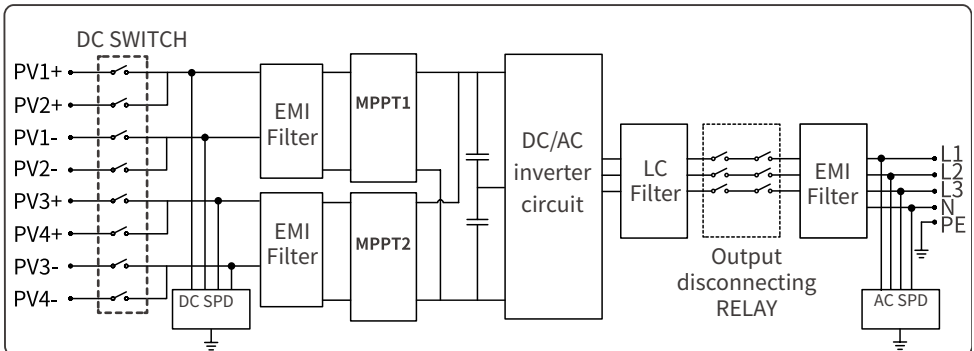 DC SWITCH
PV1+
PV2+
PV1-
PV2-
PV3+
PV4+
PV3-
PV4-
DC SPD
EMI
Filter
EMI
Filter
MPPT1
MPPT2
DC/AC
inverter
circuit
LC
Filter
Output
disconnecting
RELAY
EMI
Filter
L1
L2
L3
N
PE
AC SPD